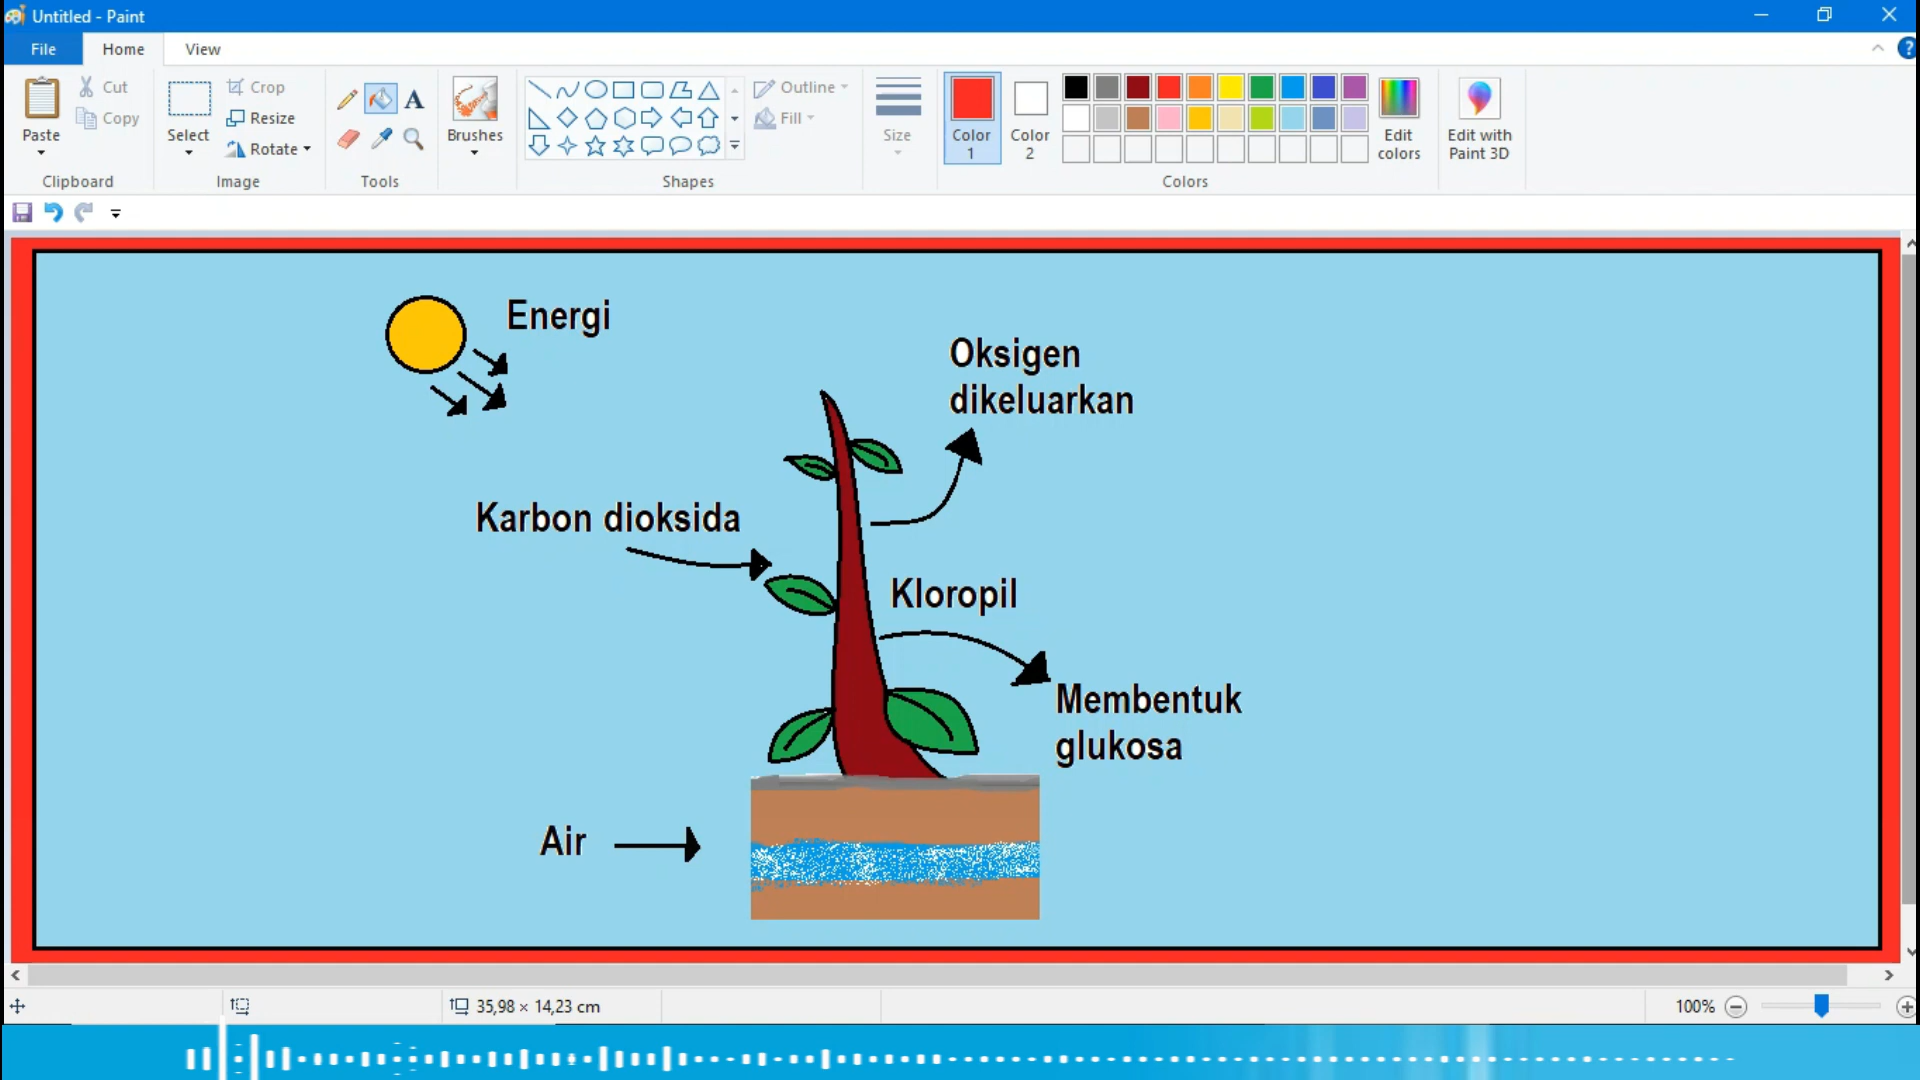 Untitled - Paint
File Home View
Paste
Cut
Copy
Clipboard
Select
Crop
Resize
Rotate
Image
A
Tools
Brushes
Shapes
Outline
Fill
Size
Color 1
Color 2
Colors
Edit colors
Edit with Paint 3D
Energi
Oksigen
dikeluarkan
Karbon dioksida
Kloropil
Membentuk
glukosa
Air
35,98 × 14,23 cm
100%